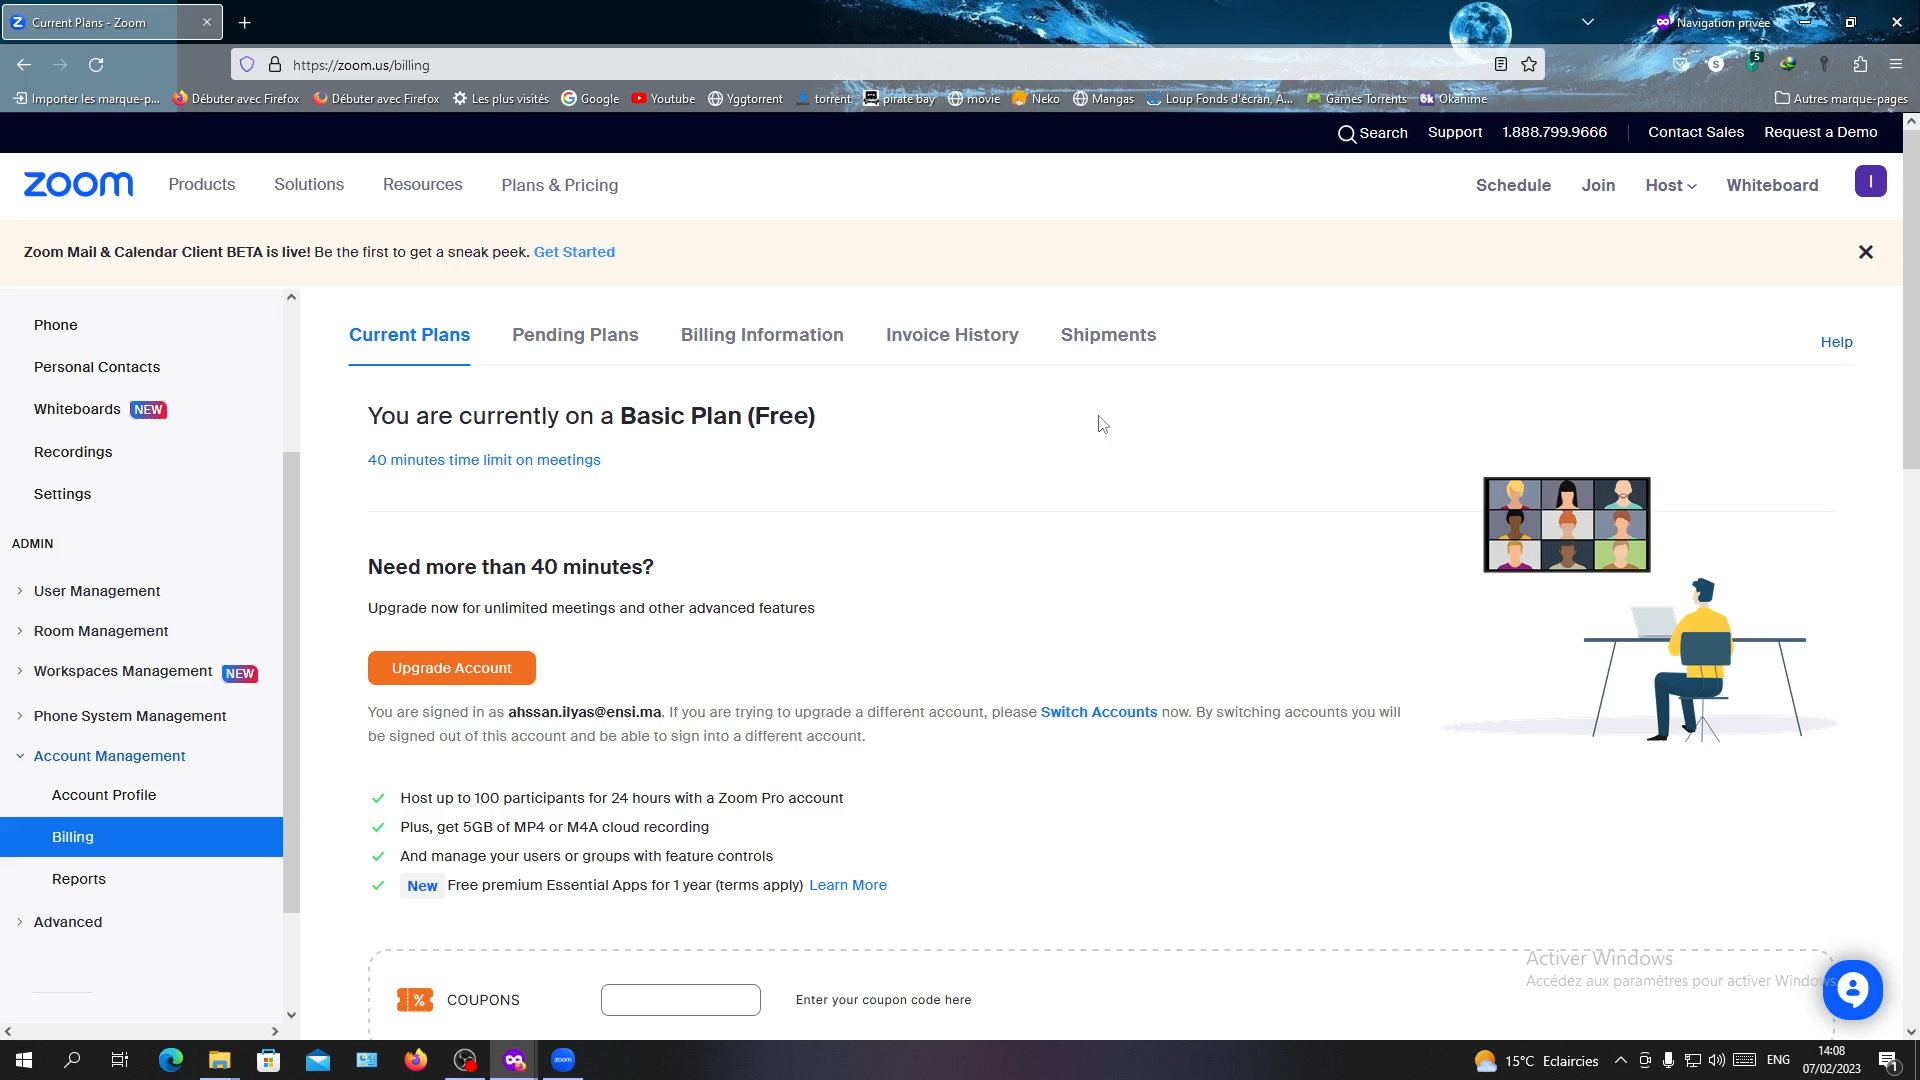 Current Plans - Zoom
Navigation privée
https://zoom.us/billing
Importer les marque-p...
Débuter avec Firefox
Débuter avec Firefox
Les plus visités
Google
Youtube
Yggtorrent
torrent
pirate bay
movie
Neko
Mangas
Loup Fonds d'écran, A...
Games Torrents
Okanime
Autres marque-pages
Search
Support
1.888.799.9666
Contact Sales
Request a Demo
zoom
Products
Solutions
Resources
Plans & Pricing
Schedule
Join
Host
Whiteboard
I
Zoom Mail & Calendar Client BETA is live! Be the first to get a sneak peek. Get Started
Phone
Personal Contacts
Whiteboards NEW
Recordings
Settings
ADMIN
User Management
Room Management
Workspaces Management NEW
Phone System Management
Account Management
Account Profile
Billing
Reports
Advanced
Current Plans
Pending Plans
Billing Information
Invoice History
Shipments
Help
You are currently on a Basic Plan (Free)
40 minutes time limit on meetings
Need more than 40 minutes?
Upgrade now for unlimited meetings and other advanced features
Upgrade Account
You are signed in as ahssan.ilyas@ensi.ma. If you are trying to upgrade a different account, please Switch Accounts now. By switching accounts you will
be signed out of this account and be able to sign into a different account.
Host up to 100 participants for 24 hours with a Zoom Pro account
Plus, get 5GB of MP4 or M4A cloud recording
And manage your users or groups with feature controls
New Free premium Essential Apps for 1 year (terms apply) Learn More
COUPONS
Enter your coupon code here
Activer Windows
Accédez aux paramètres pour activer Windows
15°C Eclaircies
ENG
14:08
07/02/2023